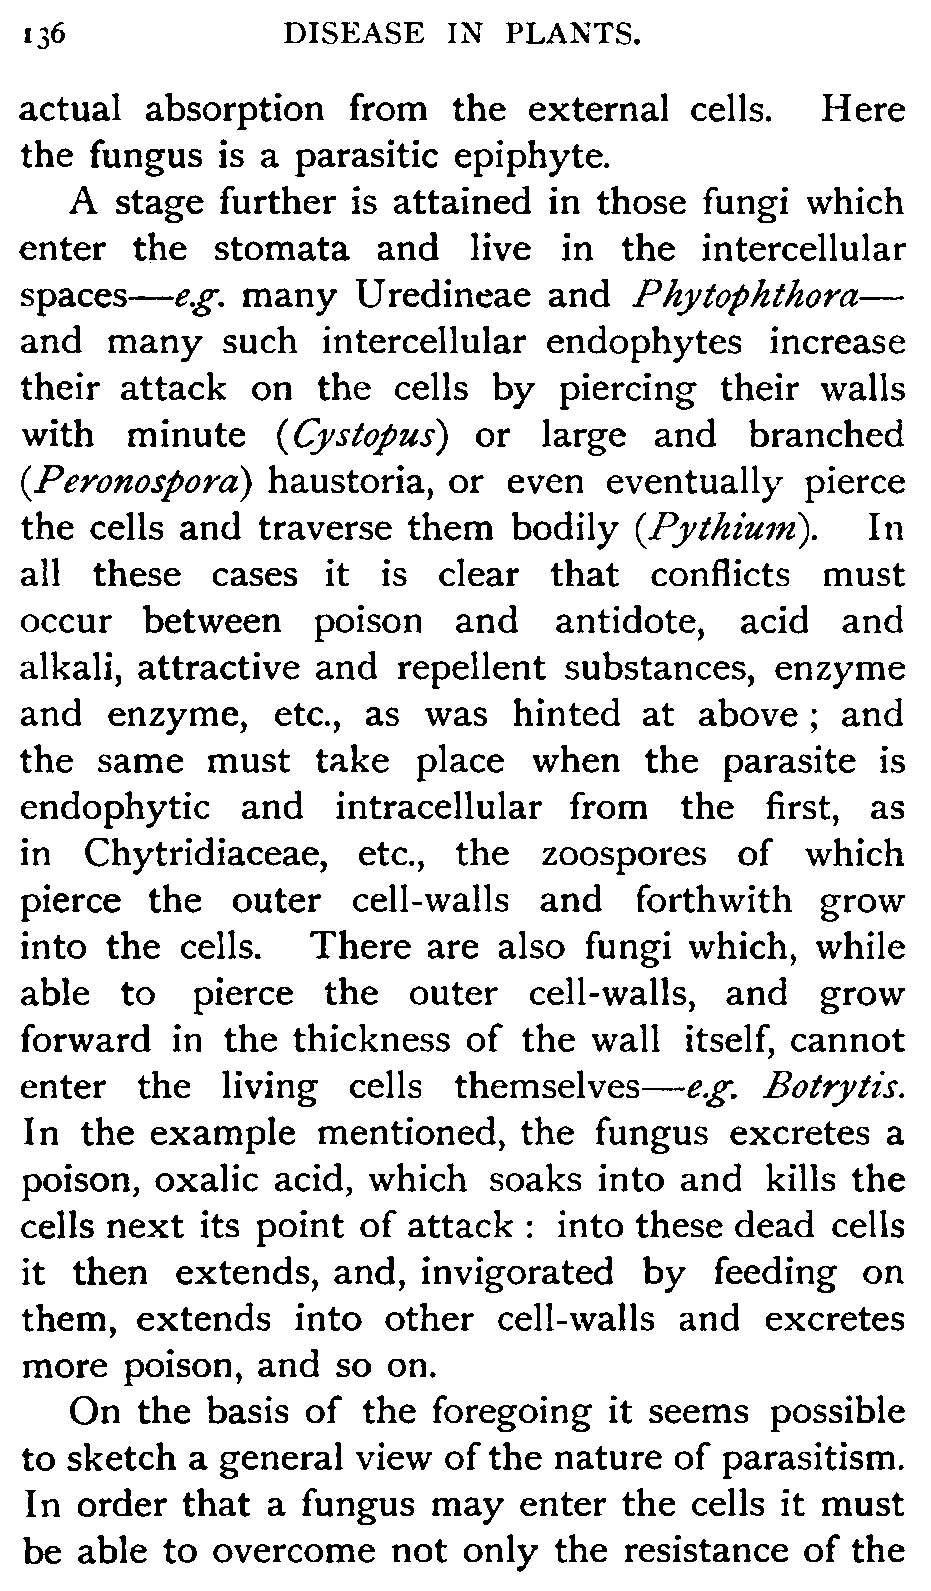 136 DISEASE IN PLANTS.
actual absorption from the external cells. Here
the fungus is a parasitic epiphyte.
A stage further is attained in those fungi which
enter the stomata and live in the intercellular
spaces—e.g. many Uredineae and Phytophthora—
and many such intercellular endophytes increase
their attack on the cells by piercing their walls
with minute (Cystopus) or large and branched
(Peronospora) haustoria, or even eventually pierce
the cells and traverse them bodily (Pythium). In
all these cases it is clear that conflicts must
occur between poison and antidote, acid and
alkali, attractive and repellent substances, enzyme
and enzyme, etc., as was hinted at above ; and
the same must take place when the parasite is
endophytic and intracellular from the first, as
in Chytridiaceae, etc., the zoospores of which
pierce the outer cell-walls and forthwith grow
into the cells. There are also fungi which, while
able to pierce the outer cell-walls, and grow
forward in the thickness of the wall itself, cannot
enter the living cells themselves—e.g. Botrytis.
In the example mentioned, the fungus excretes a
poison, oxalic acid, which soaks into and kills the
cells next its point of attack : into these dead cells
it then extends, and, invigorated by feeding on
them, extends into other cell-walls and excretes
more poison, and so on.
On the basis of the foregoing it seems possible
to sketch a general view of the nature of parasitism.
In order that a fungus may enter the cells it must
be able to overcome not only the resistance of the